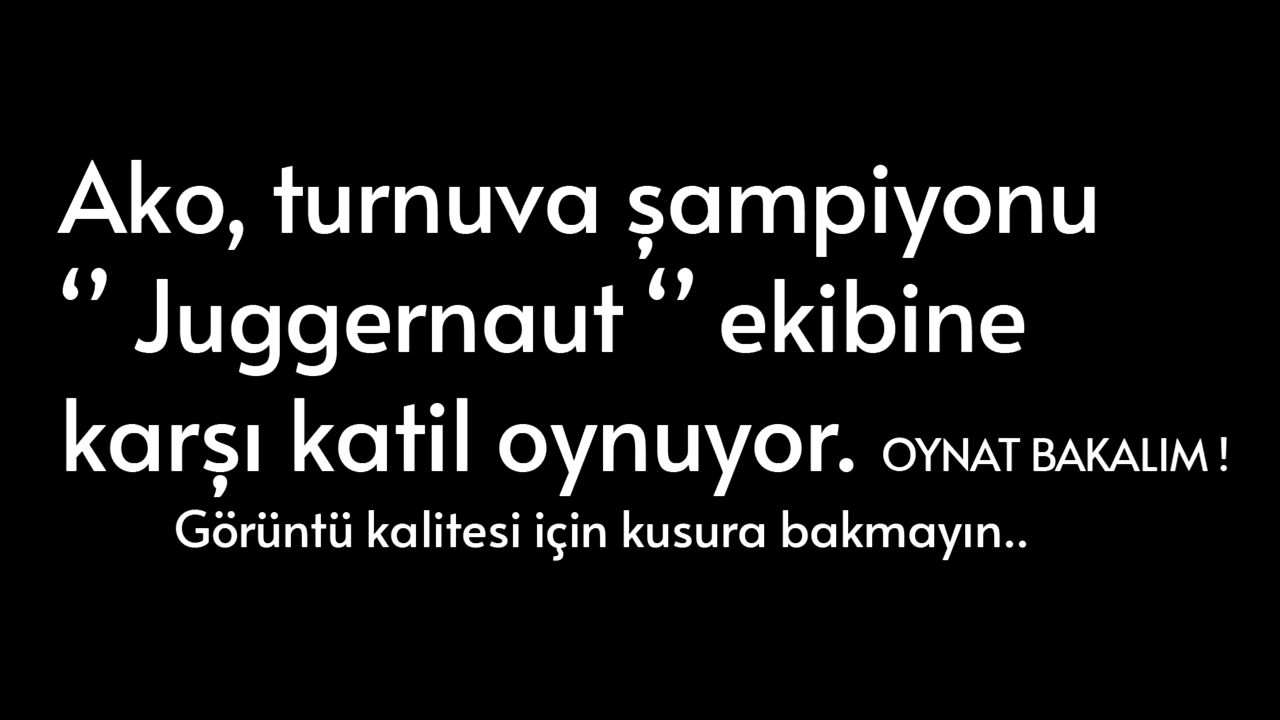 Ako, turnuva şampiyonu
‘’ Juggernaut ‘’ ekibine
karşı katil oynuyor. OYNAT BAKALIM !
Görüntü kalitesi için kusura bakmayın..